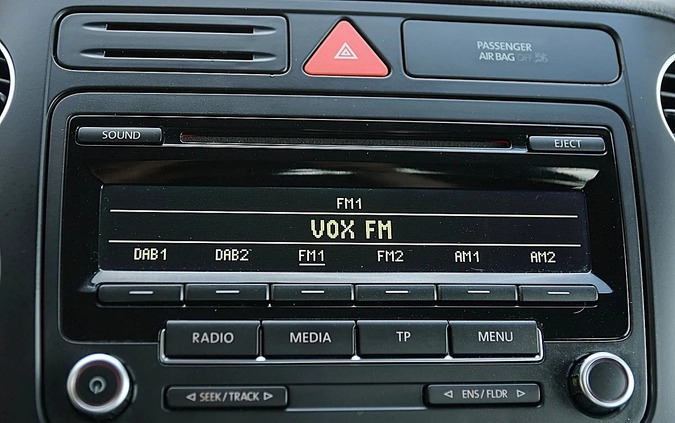 PASSENGER
AIR BAG OFF
SOUND
EJECT
FM1
VOX FM
DAB1 DAB2 FM1 FM2 AM1 AM2
RADIO MEDIA TP MENU
SEEK/TRACK
ENS/FLDR